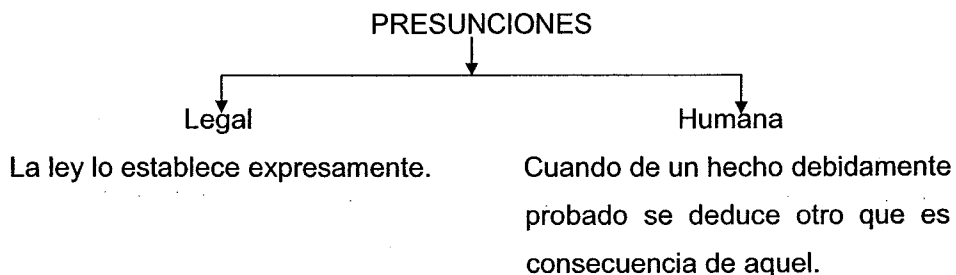 PRESUNCIONES
Legal
La ley lo establece expresamente.
Humana
Cuando de un hecho debidamente
probado se deduce otro que es
consecuencia de aquel.